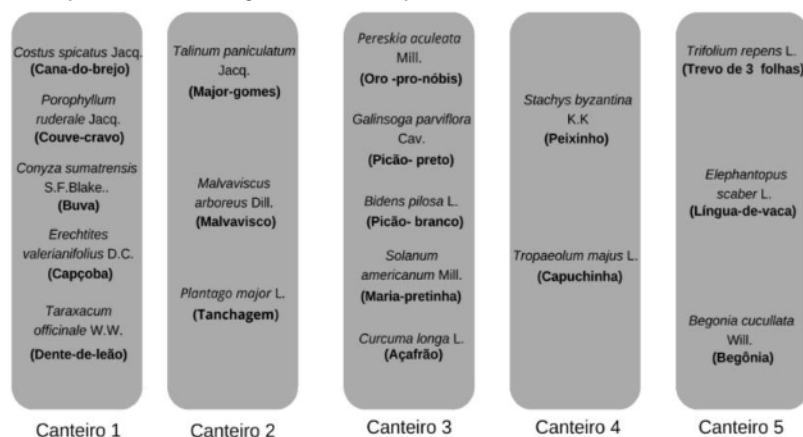 Costus spicatus Jacq.
(Cana-do-brejo)
Porophyllum
ruderale Jacq.
(Couve-cravo)
Conyza sumatrensis
S.F.Blake..
(Buva)
Erechtites
valerianifolius D.C.
(Capçoba)
Taraxacum
officinale W.W.
(Dente-de-leão)
Canteiro 1
Talinum paniculatum
Jacq.
(Major-gomes)
Malvaviscus
arboreus Dill.
(Malvavisco)
Plantago major L.
(Tanchagem)
Canteiro 2
Pereskia aculeata
Mill.
(Oro -pro-nóbis)
Galinsoga parviflora
Cav.
(Picão- preto)
Bidens pilosa L.
(Picão- branco)
Solanum
americanum Mill.
(Maria-pretinha)
Curcuma longa L.
(Açafrão)
Canteiro 3
Stachys byzantina
K.K
(Peixinho)
Tropaeolum majus L.
(Capuchinha)
Canteiro 4
Trifolium repens L.
(Trevo de 3 folhas)
Elephantopus
scaber L.
(Língua-de-vaca)
Begonia cucullata
Will.
(Begônia)
Canteiro 5